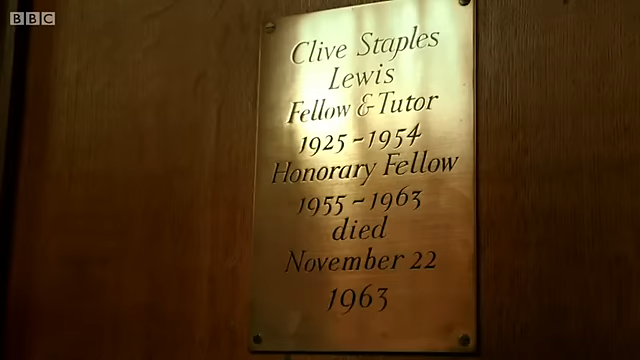 BBC
Clive Staples
Lewis
Fellow & Tutor
1925~1954
Honorary Fellow
1955~1963
died
November 22
1963